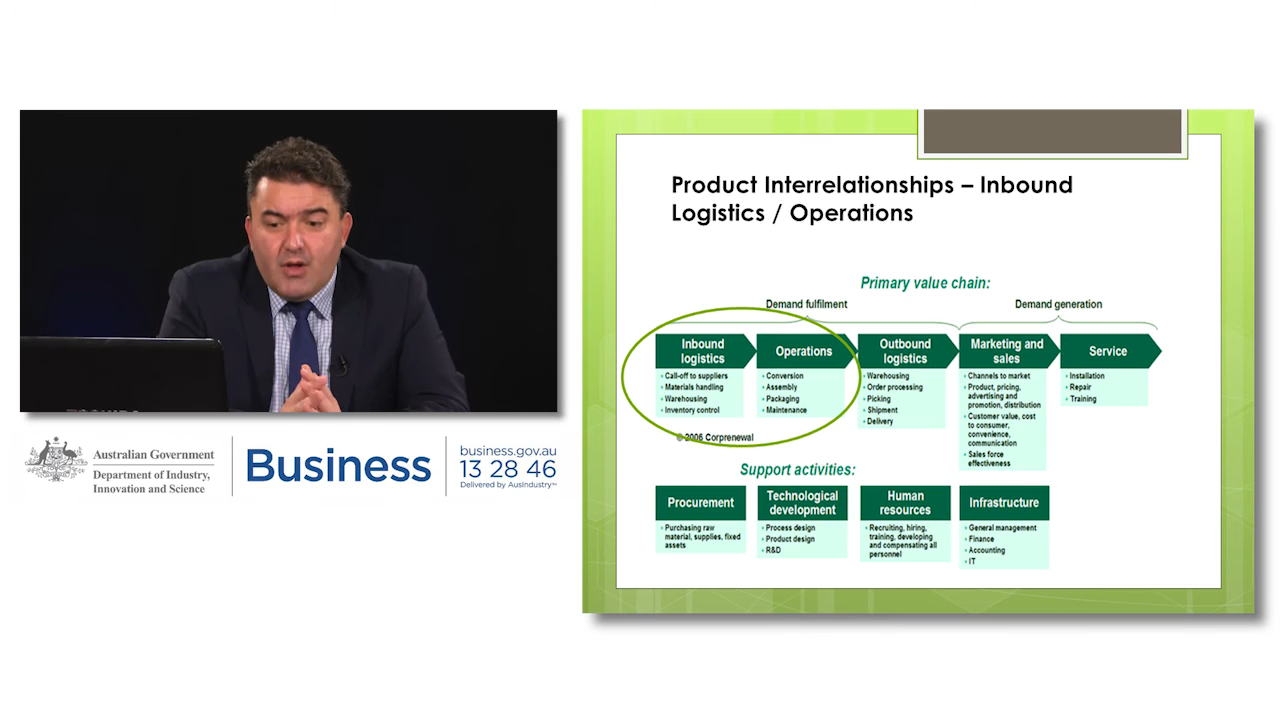 Australian Government
Department of Industry,
Innovation and Science
Business
business.gov.au
13 28 46
Delivered by AusIndustry™
Product Interrelationships – Inbound
Logistics / Operations
Primary value chain:
Demand fulfilment
Demand generation
Inbound
logistics
• Call-off to suppliers
• Materials handling
• Warehousing
• Inventory control
Operations
• Conversion
• Assembly
• Packaging
• Maintenance
Outbound
logistics
• Warehousing
• Order processing
• Picking
• Shipment
• Delivery
Marketing and
sales
• Channels to market
• Product, pricing,
advertising and
promotion, distribution
• Customer value, cost
to consumer,
convenience,
communication
• Sales force
effectiveness
Service
• Installation
• Repair
• Training
© 2006 Corprenewal
Support activities:
Procurement
• Purchasing raw
material, supplies, fixed
assets
Technological
development
• Process design
• Product design
• R&D
Human
resources
• Recruiting, hiring,
training, developing
and compensating all
personnel
Infrastructure
• General management
• Finance
• Accounting
• IT